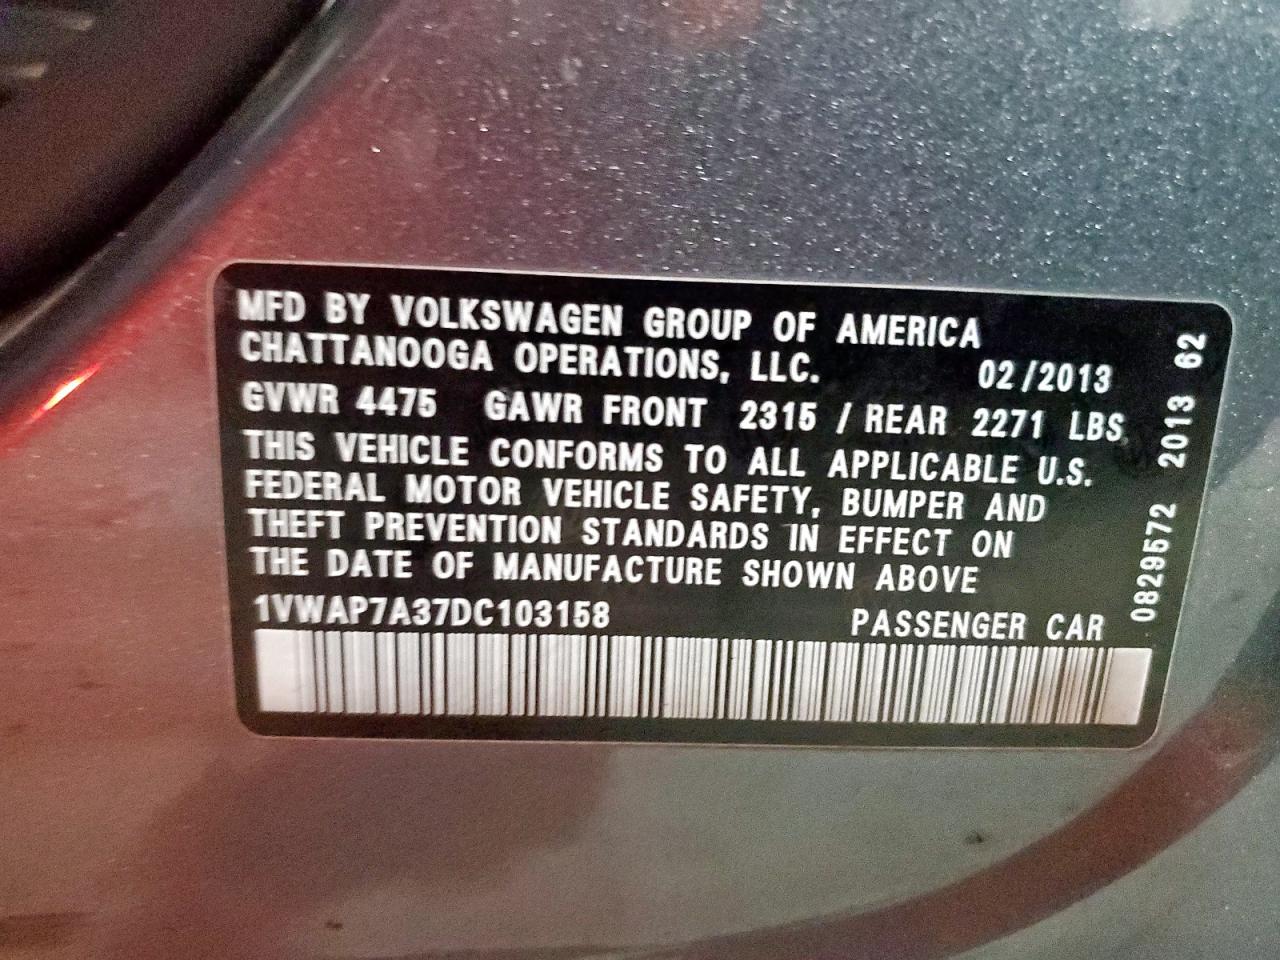 MFD BY VOLKSWAGEN GROUP OF AMERICA
CHATTANOOGA OPERATIONS, LLC. 02/2013
GVWR 4475 GAWR FRONT 2315 / REAR 2271 LBS
THIS VEHICLE CONFORMS TO ALL APPLICABLE U.S.
FEDERAL MOTOR VEHICLE SAFETY, BUMPER AND
THEFT PREVENTION STANDARDS IN EFFECT ON
THE DATE OF MANUFACTURE SHOWN ABOVE
1VWAP7A37DC103158 PASSENGER CAR
0829572 2013 62